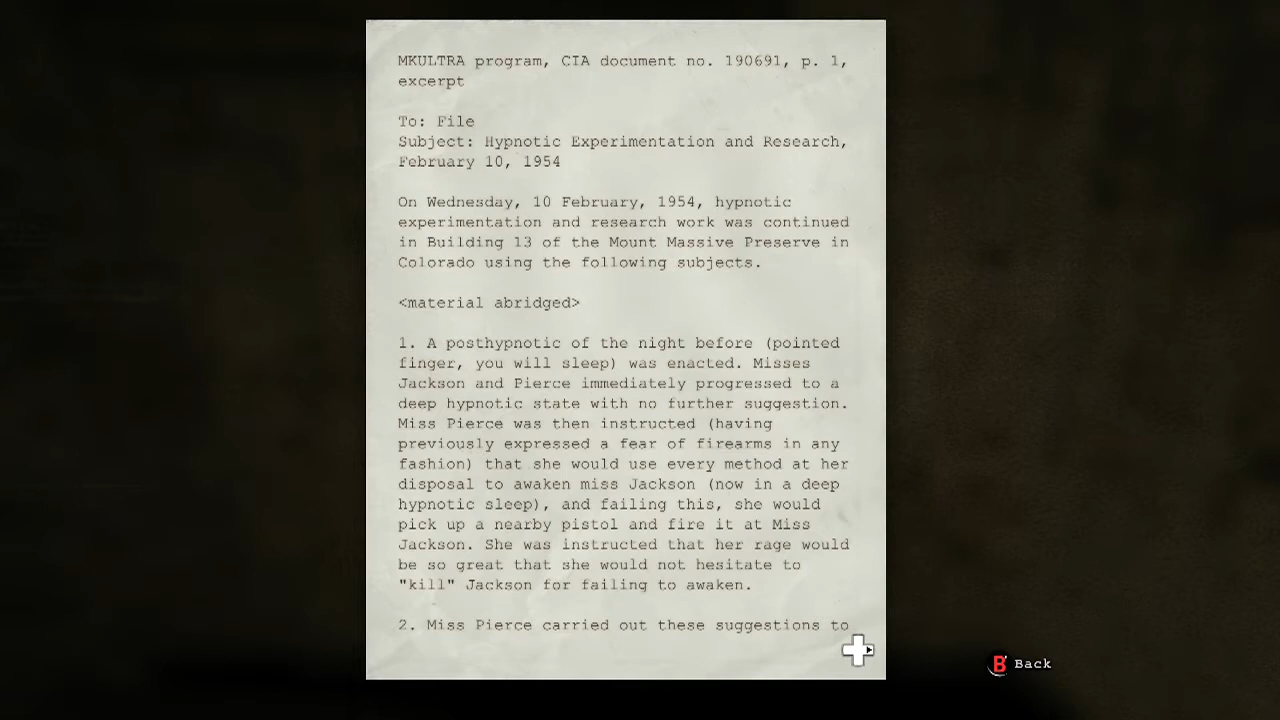 MKULTRA program, CIA document no. 190691, p. 1,
excerpt
To: File
Subject: Hypnotic Experimentation and Research,
February 10, 1954
On Wednesday, 10 February, 1954, hypnotic
experimentation and research work was continued
in Building 13 of the Mount Massive Preserve in
Colorado using the following subjects.
<material abridged>
1. A posthypnotic of the night before (pointed
finger, you will sleep) was enacted. Misses
Jackson and Pierce immediately progressed to a
deep hypnotic state with no further suggestion.
Miss Pierce was then instructed (having
previously expressed a fear of firearms in any
fashion) that she would use every method at her
disposal to awaken miss Jackson (now in a deep
hypnotic sleep), and failing this, she would
pick up a nearby pistol and fire it at Miss
Jackson. She was instructed that her rage would
be so great that she would not hesitate to
"kill" Jackson for failing to awaken.
2. Miss Pierce carried out these suggestions to
B Back